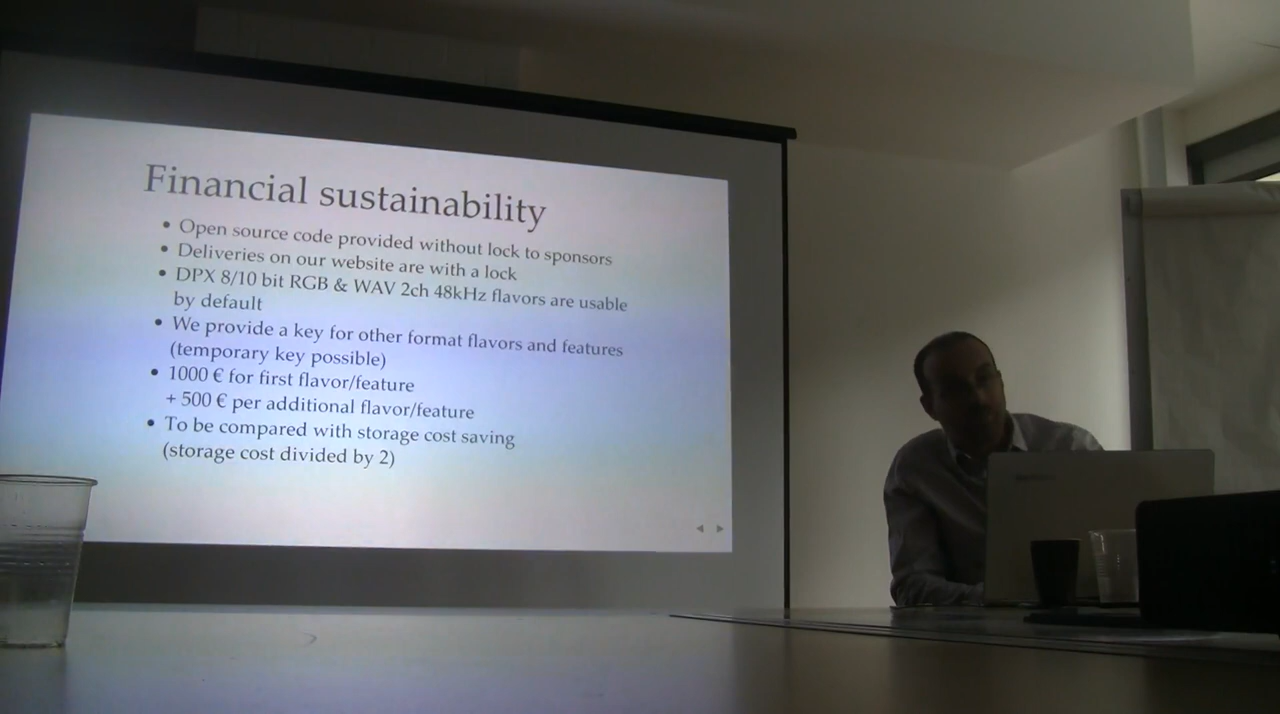 Financial sustainability
• Open source code provided without lock to sponsors
• Deliveries on our website are with a lock
• DPX 8/10 bit RGB & WAV 2ch 48kHz flavors are usable
by default
• We provide a key for other format flavors and features
(temporary key possible)
• 1000 € for first flavor/feature
+ 500 € per additional flavor/feature
• To be compared with storage cost saving
(storage cost divided by 2)